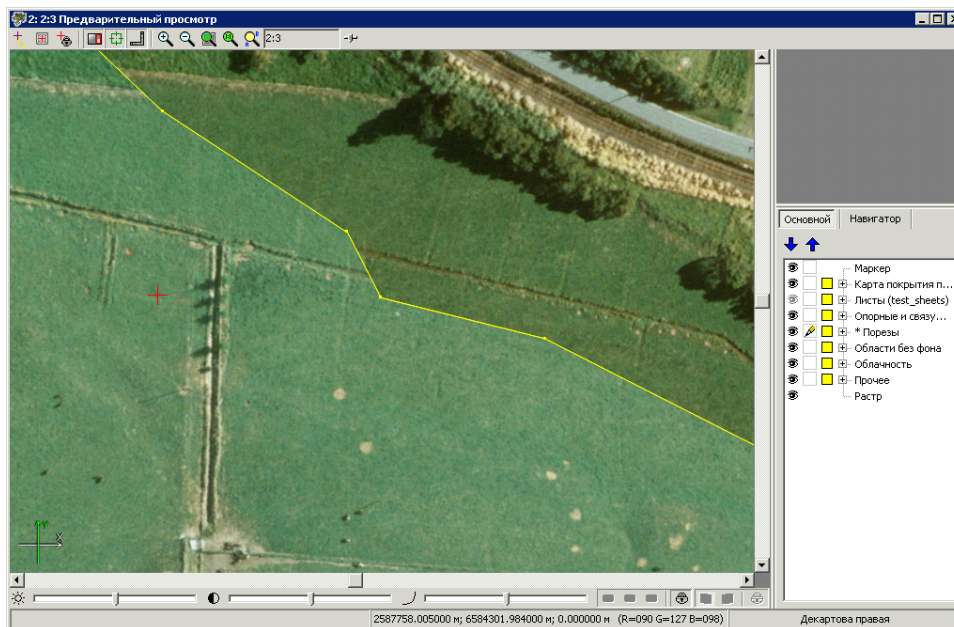 2: 2:3 Предварительный просмотр
2:3
Основной Навигатор
Маркер
Карта покрытия п...
Листы (test_sheets)
Опорные и связу...
* Порезы
Области без фона
Облачность
Прочее
Растр
Y
X
2587758.005000 м; 6584301.984000 м; 0.000000 м (R=090 G=127 B=098)
Декартова правая